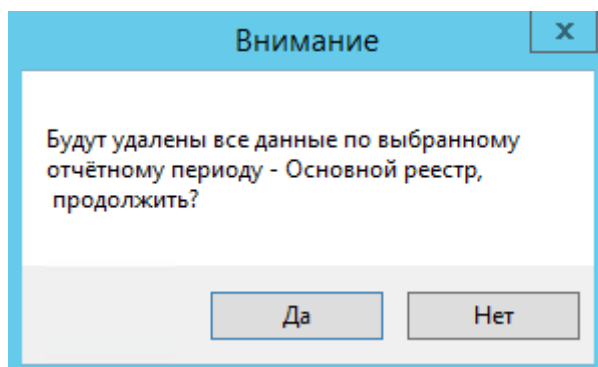 Внимание
x
Будут удалены все данные по выбранному
отчётному периоду - Основной реестр,
продолжить?
Да
Нет